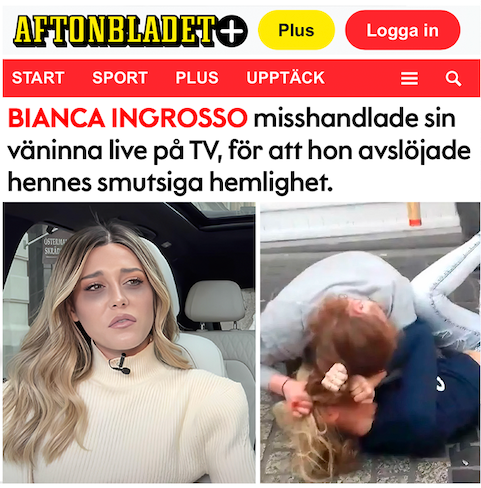 AFTONBLADET+
Plus
Logga in
START SPORT PLUS UPPTÄCK
BIANCA INGROSSO misshandlade sin
väninna live på TV, för att hon avslöjade
hennes smutsiga hemlighet.